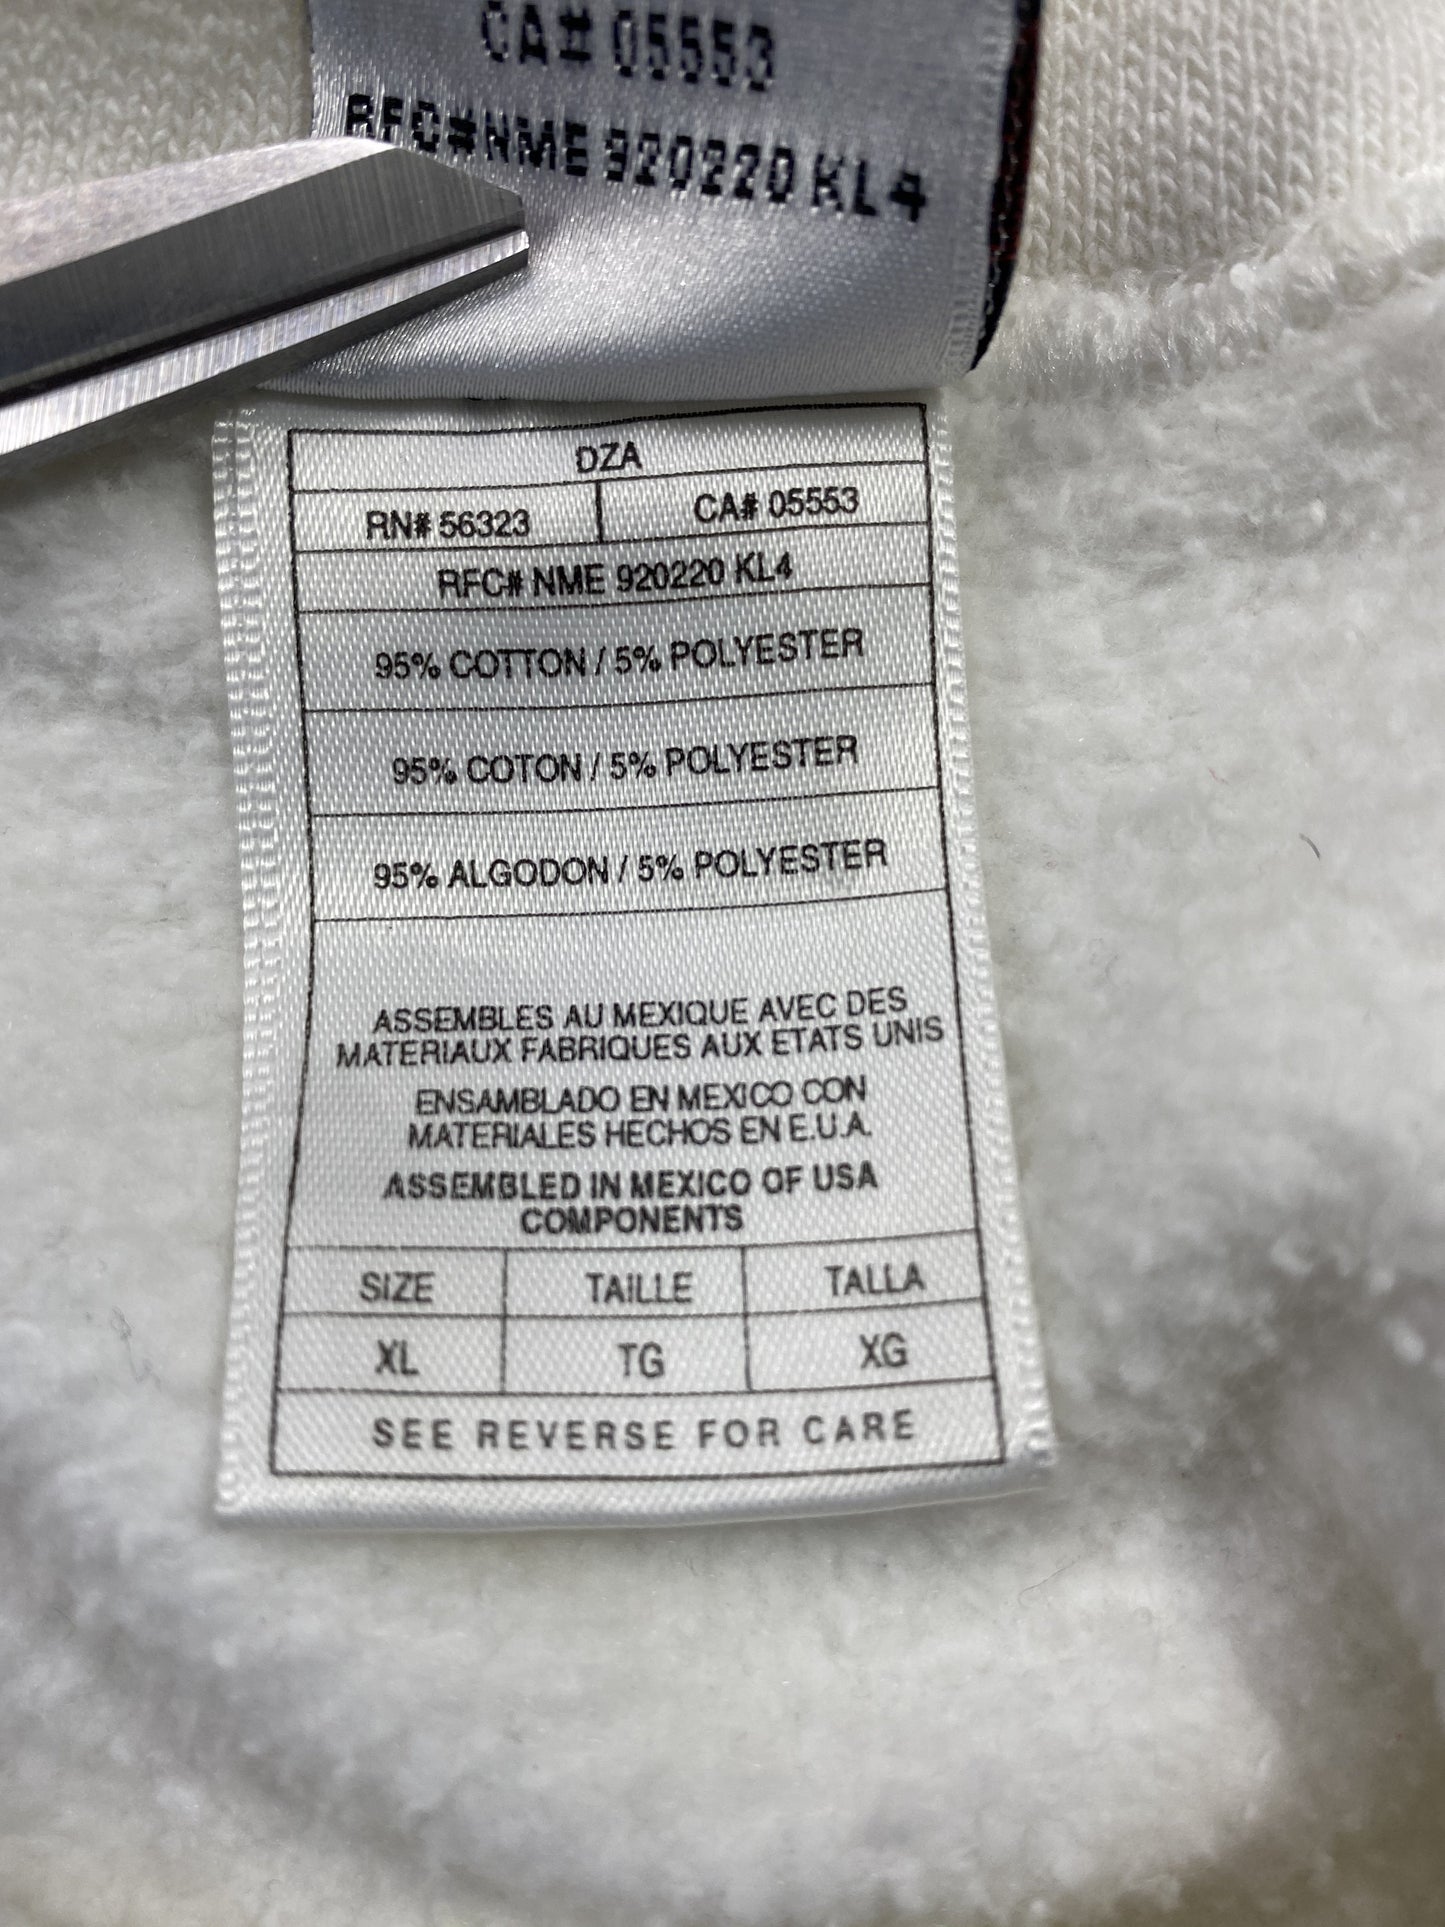 CA# 05553
RFC#NME 920220 KL4
DZA
RN# 56323 CA# 05553
RFC# NME 920220 KL4
95% COTTON / 5% POLYESTER
95% COTON / 5% POLYESTER
95% ALGODON / 5% POLYESTER
ASSEMBLES AU MEXIQUE AVEC DES
MATERIAUX FABRIQUES AUX ETATS UNIS
ENSAMBLADO EN MEXICO CON
MATERIALES HECHOS EN E.U.A.
ASSEMBLED IN MEXICO OF USA
COMPONENTS
SIZE TAILLE TALLA
XL TG XG
SEE REVERSE FOR CARE